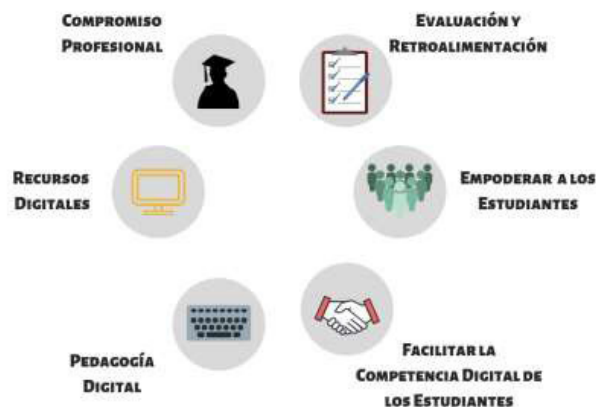 COMPROMISO
PROFESIONAL
EVALUACIÓN Y
RETROALIMENTACIÓN
RECURSOS
DIGITALES
EMPODERAR A LOS
ESTUDIANTES
PEDAGOGÍA
DIGITAL
FACILITAR LA
COMPETENCIA DIGITAL DE
LOS ESTUDIANTES